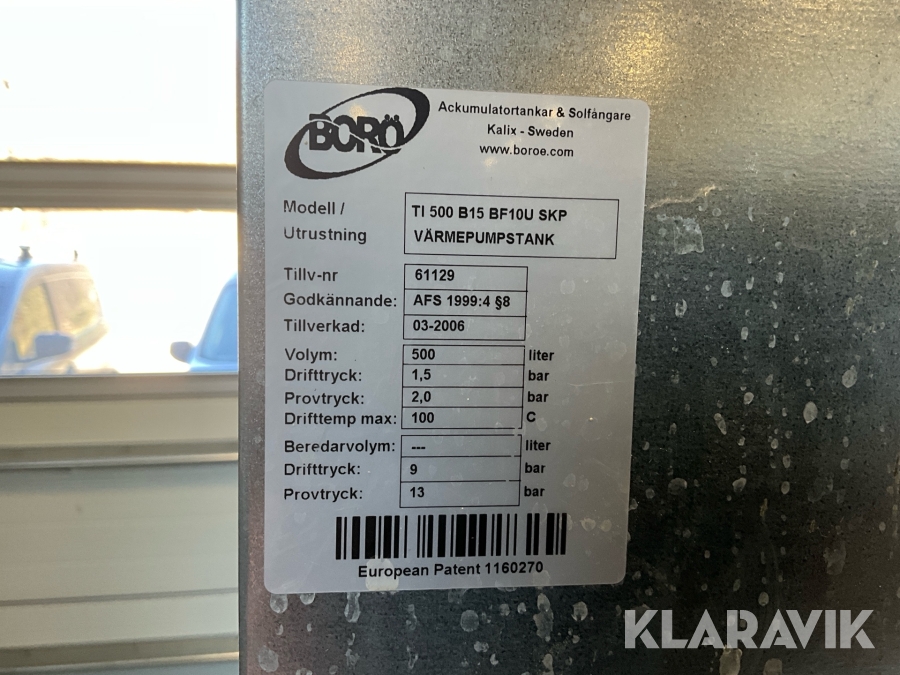 BORÖ
Ackumulatortankar & Solfångare
Kalix - Sweden
www.boroe.com
Modell / TI 500 B15 BF10U SKP
Utrustning VÄRMEPUMPSTANK
Tillv-nr 61129
Godkännande: AFS 1999:4 §8
Tillverkad: 03-2006
Volym: 500 liter
Drifttryck: 1,5 bar
Provtryck: 2,0 bar
Drifttemp max: 100 C
Beredarvolym: --- liter
Drifttryck: 9 bar
Provtryck: 13 bar
European Patent 1160270
KLARAVIK